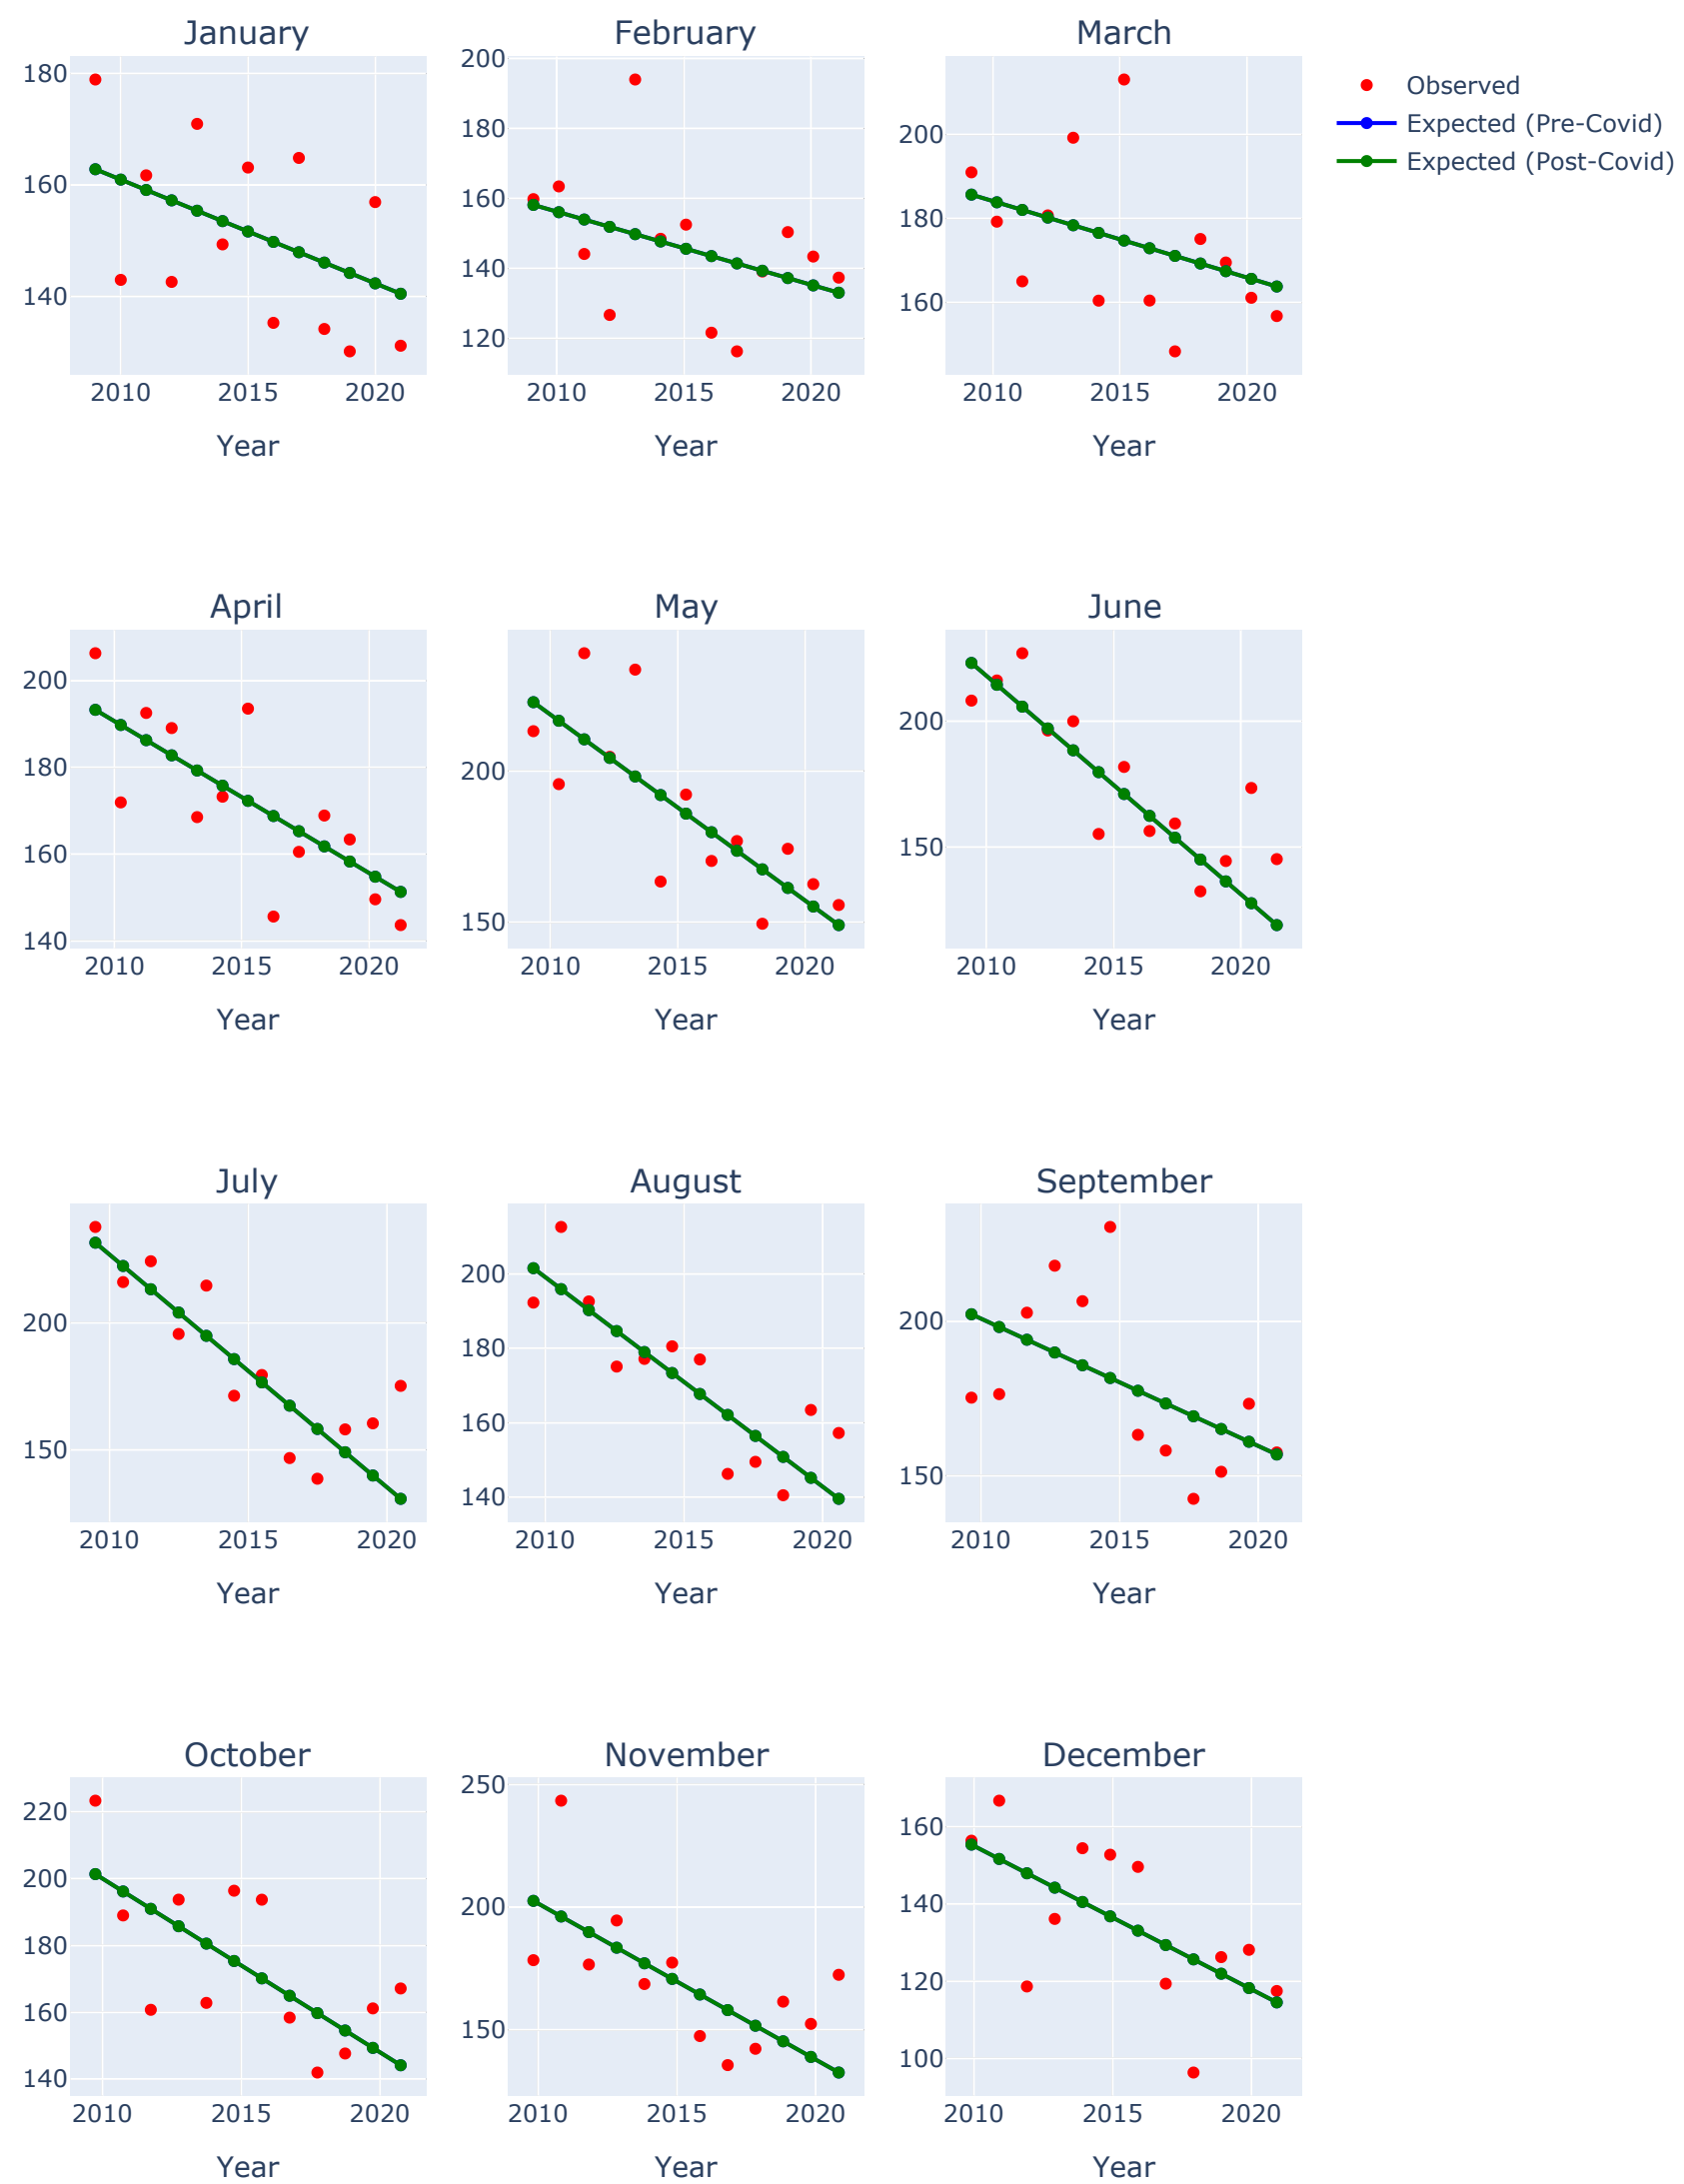 January February March
180
160
140
2010 2015 2020
Year
200
180
160
140
120
2010 2015 2020
Year
200
180
160
2010 2015 2020
Year
Observed
Expected (Pre-Covid)
Expected (Post-Covid)
April May June
200
180
160
140
2010 2015 2020
Year
200
150
2010 2015 2020
Year
200
150
2010 2015 2020
Year
July August September
200
150
2010 2015 2020
Year
200
180
160
140
2010 2015 2020
Year
200
150
2010 2015 2020
Year
October November December
220
200
180
160
140
2010 2015 2020
Year
250
200
150
2010 2015 2020
Year
160
140
120
100
2010 2015 2020
Year